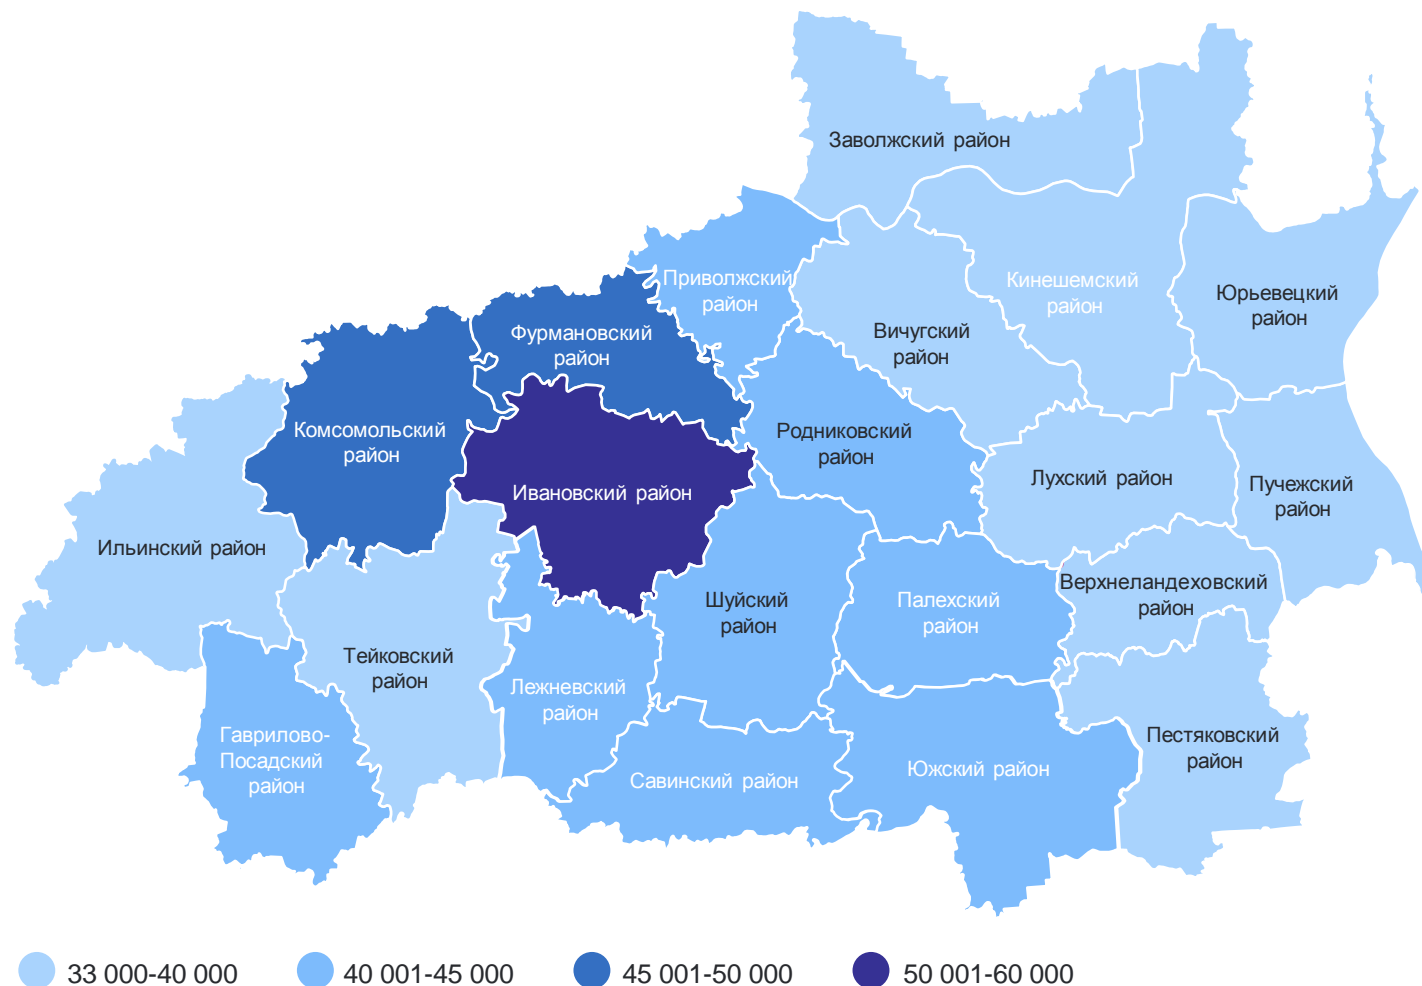 Заволжский район
Приволжский
район
Кинешемский
район
Юрьевецкий
район
Фурмановский
район
Вичугский
район
Комсомольский
район
Родниковский
район
Ивановский район
Лухский район
Пучежский
район
Ильинский район
Верхнеландеховский
район
Шуйский
район
Палехский
район
Тейковский
район
Лежневский
район
Гаврилово-
Посадский
район
Савинский район
Южский район
Пестяковский
район
33 000-40 000
40 001-45 000
45 001-50 000
50 001-60 000